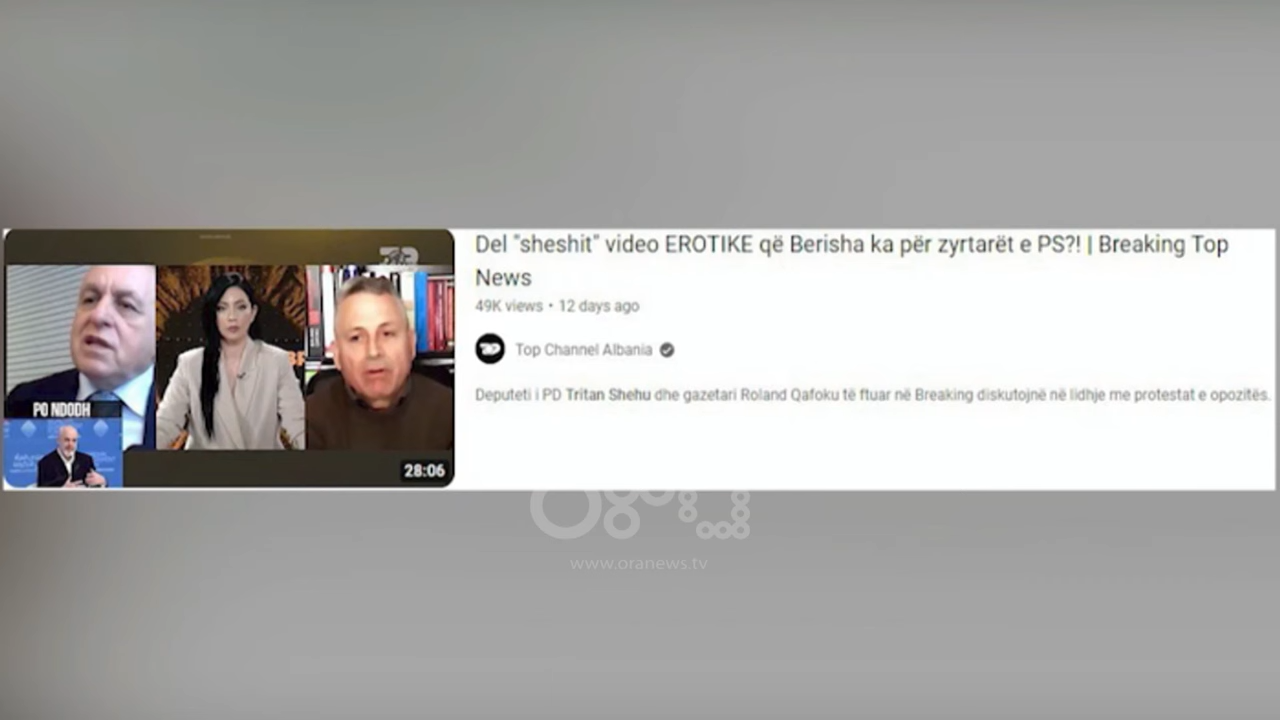 Del "sheshit" video EROTIKE që Berisha ka për zyrtarët e PS?! | Breaking Top
News
49K views • 12 days ago
Top Channel Albania
Deputeti i PD Tritan Shehu dhe gazetari Roland Qafoku të ftuar në Breaking diskutojnë në lidhje me protestat e opozitës.
PO NDODH
28:06
www.oranews.tv